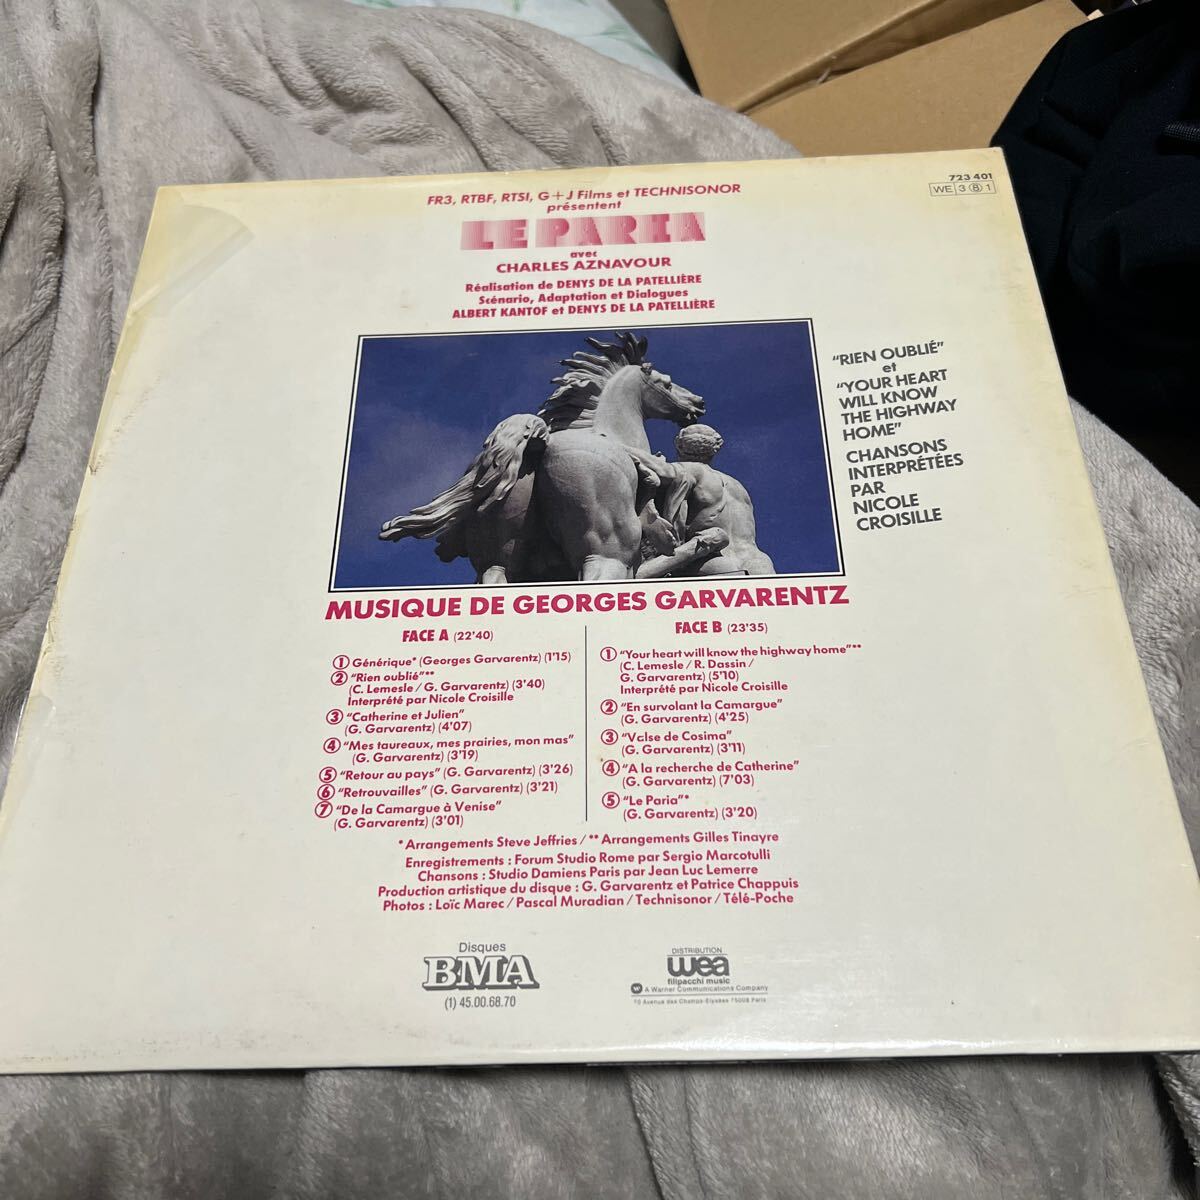 723 401
WE 3 8 1
FR3, RTBF, RTSI, G+J Films et TECHNISONOR
présentent
LE PARIA
avec
CHARLES AZNAVOUR
Réalisation de DENYS DE LA PATELLIÈRE
Scénario, Adaptation et Dialogues
ALBERT KANTOF et DENYS DE LA PATELLIÈRE
"RIEN OUBLIÉ"
et
"YOUR HEART
WILL KNOW
THE HIGHWAY
HOME"
CHANSONS
INTERPRÉTÉES
PAR
NICOLE
CROISILLE
MUSIQUE DE GEORGES GARVARENTZ
FACE A (22'40)
1 Générique* (Georges Garvarentz) (1'15)
2 "Rien oublié"**
(C. Lemesle / G. Garvarentz) (3'40)
Interprété par Nicole Croisille
3 "Catherine et Julien"
(G. Garvarentz) (4'07)
4 "Mes taureaux, mes prairies, mon mas"
(G. Garvarentz) (3'19)
5 "Retour au pays" (G. Garvarentz) (3'26)
6 "Retrouvailles" (G. Garvarentz) (3'21)
7 "De la Camargue à Venise"
(G. Garvarentz) (3'01)
FACE B (23'35)
1 "Your heart will know the highway home"**
(C. Lemesle / R. Dassin /
G. Garvarentz) (5'10)
Interprété par Nicole Croisille
2 "En survolant la Camargue"
(G. Garvarentz) (4'25)
3 "Valse de Cosima"
(G. Garvarentz) (3'11)
4 "A la recherche de Catherine"
(G. Garvarentz) (7'03)
5 "Le Paria"*
(G. Garvarentz) (3'20)
* Arrangements Steve Jeffries / ** Arrangements Gilles Tinayre
Enregistrements : Forum Studio Rome par Sergio Marcotulli
Chansons : Studio Damiens Paris par Jean Luc Lemerre
Production artistique du disque : G. Garvarentz et Patrice Chappuis
Photos : Loïc Marec / Pascal Muradian / Technisonor / Télé-Poche
Disques
BMA
(1) 45.00.68.70
DISTRIBUTION
wea
filipacchi music
A Warner Communications Company
70 Avenue des Champs-Elysées 75008 Paris